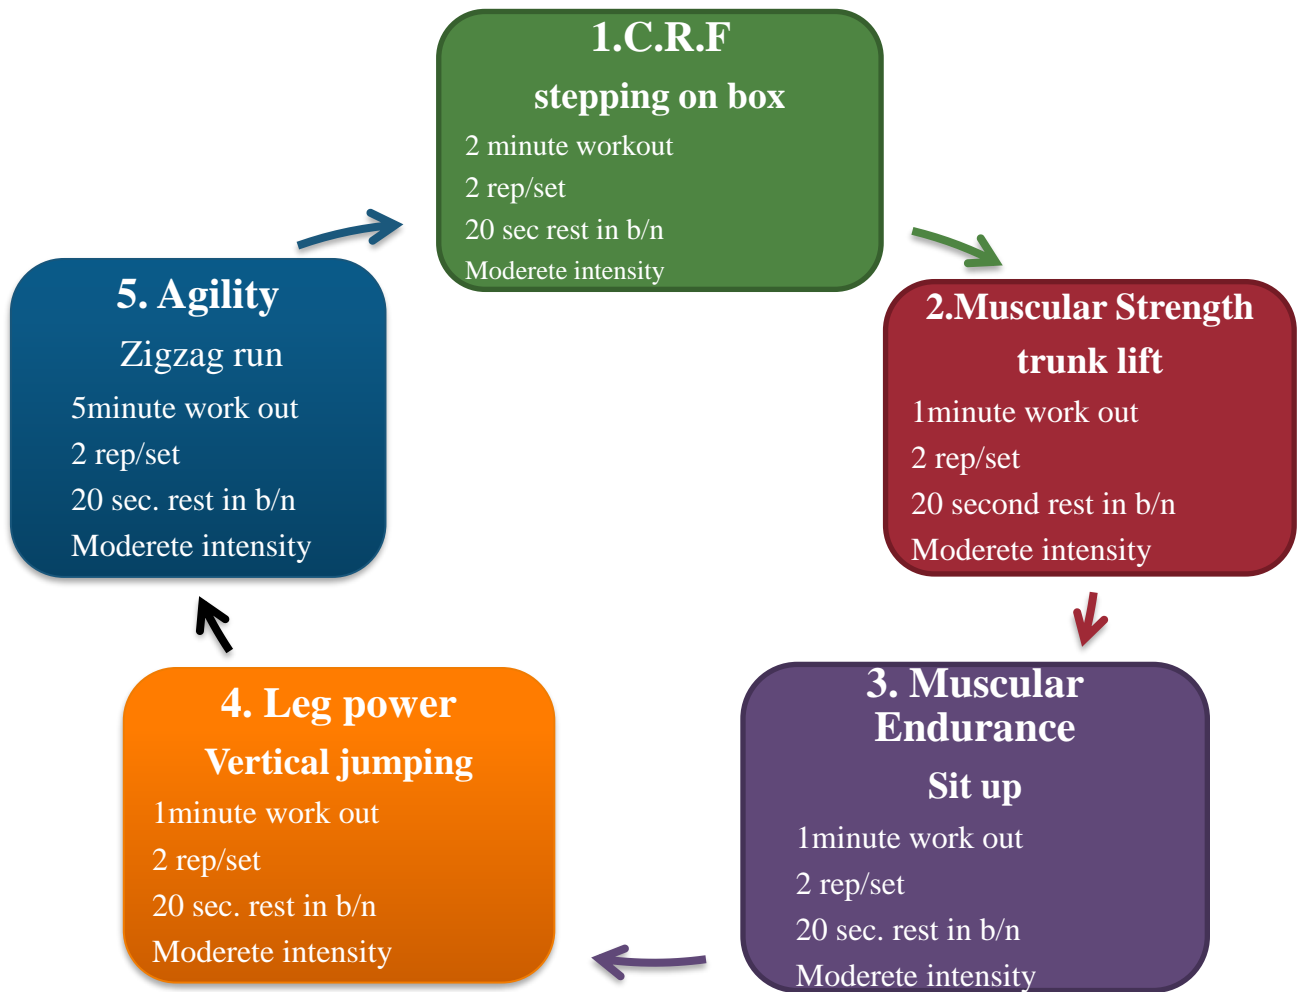 1.C.R.F
stepping on box
2 minute workout
2 rep/set
20 sec rest in b/n
Moderete intensity
2.Muscular Strength
trunk lift
1minute work out
2 rep/set
20 second rest in b/n
Moderete intensity
3. Muscular
Endurance
Sit up
1minute work out
2 rep/set
20 sec. rest in b/n
Moderete intensity
4. Leg power
Vertical jumping
1minute work out
2 rep/set
20 sec. rest in b/n
Moderete intensity
5. Agility
Zigzag run
5minute work out
2 rep/set
20 sec. rest in b/n
Moderete intensity